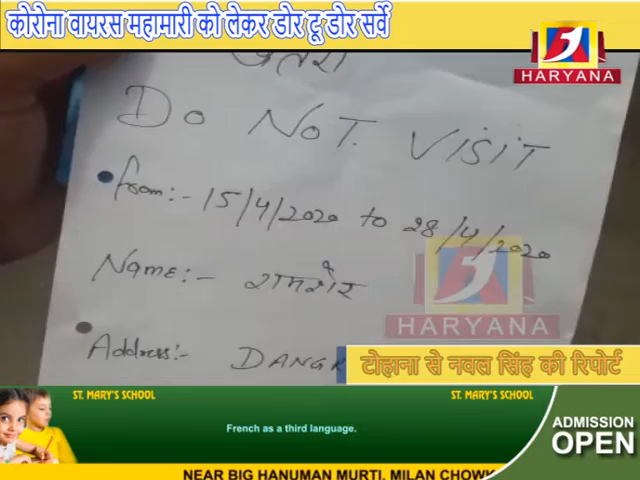 कोरोना वायरस महामारी को लेकर डोर टू डोर सर्वे
HARYANA
खतरा
DO NOT. VISIT
from:- 15/4/2020 to 28/4/2020
Name:- रामशेर
HARYANA
Address:- DANGR
टोहाना से नवल सिंह की रिपोर्ट
ST. MARY'S SCHOOL
ST. MARY'S SCHOOL
French as a third language.
ADMISSION
OPEN
NEAR BIG HANUMAN MURTI, MILAN CHOWK